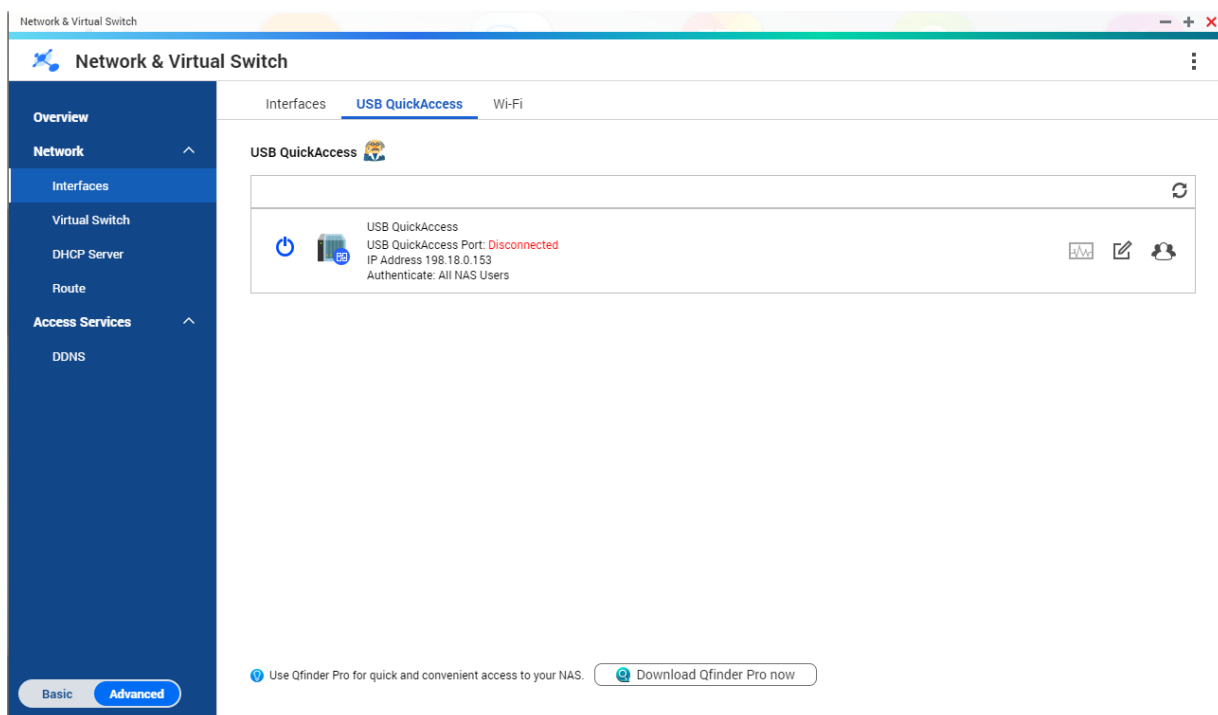 Network & Virtual Switch
Network & Virtual Switch
Overview
Network
Interfaces
Virtual Switch
DHCP Server
Route
Access Services
DDNS
Basic
Advanced
Interfaces USB QuickAccess Wi-Fi
USB QuickAccess
USB QuickAccess
USB QuickAccess Port: Disconnected
IP Address 198.18.0.153
Authenticate: All NAS Users
Use Qfinder Pro for quick and convenient access to your NAS.
Download Qfinder Pro now